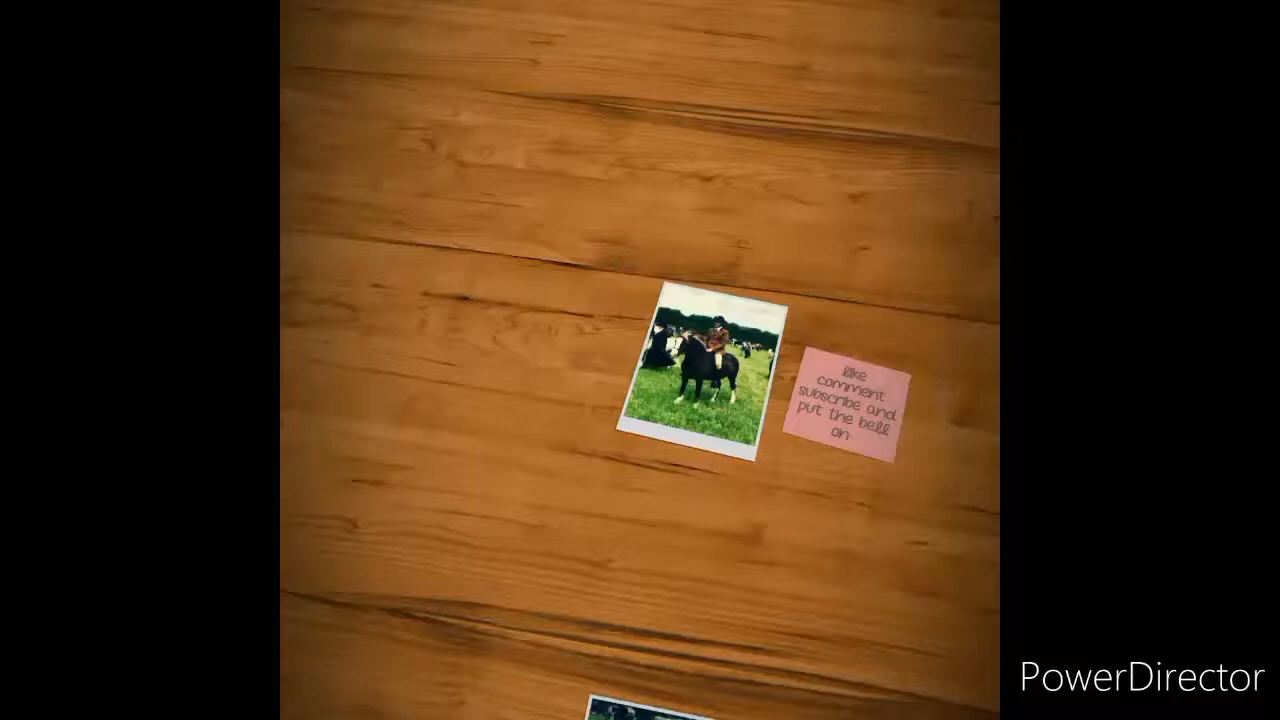 like
comment
subscribe and
put the bell
on
PowerDirector